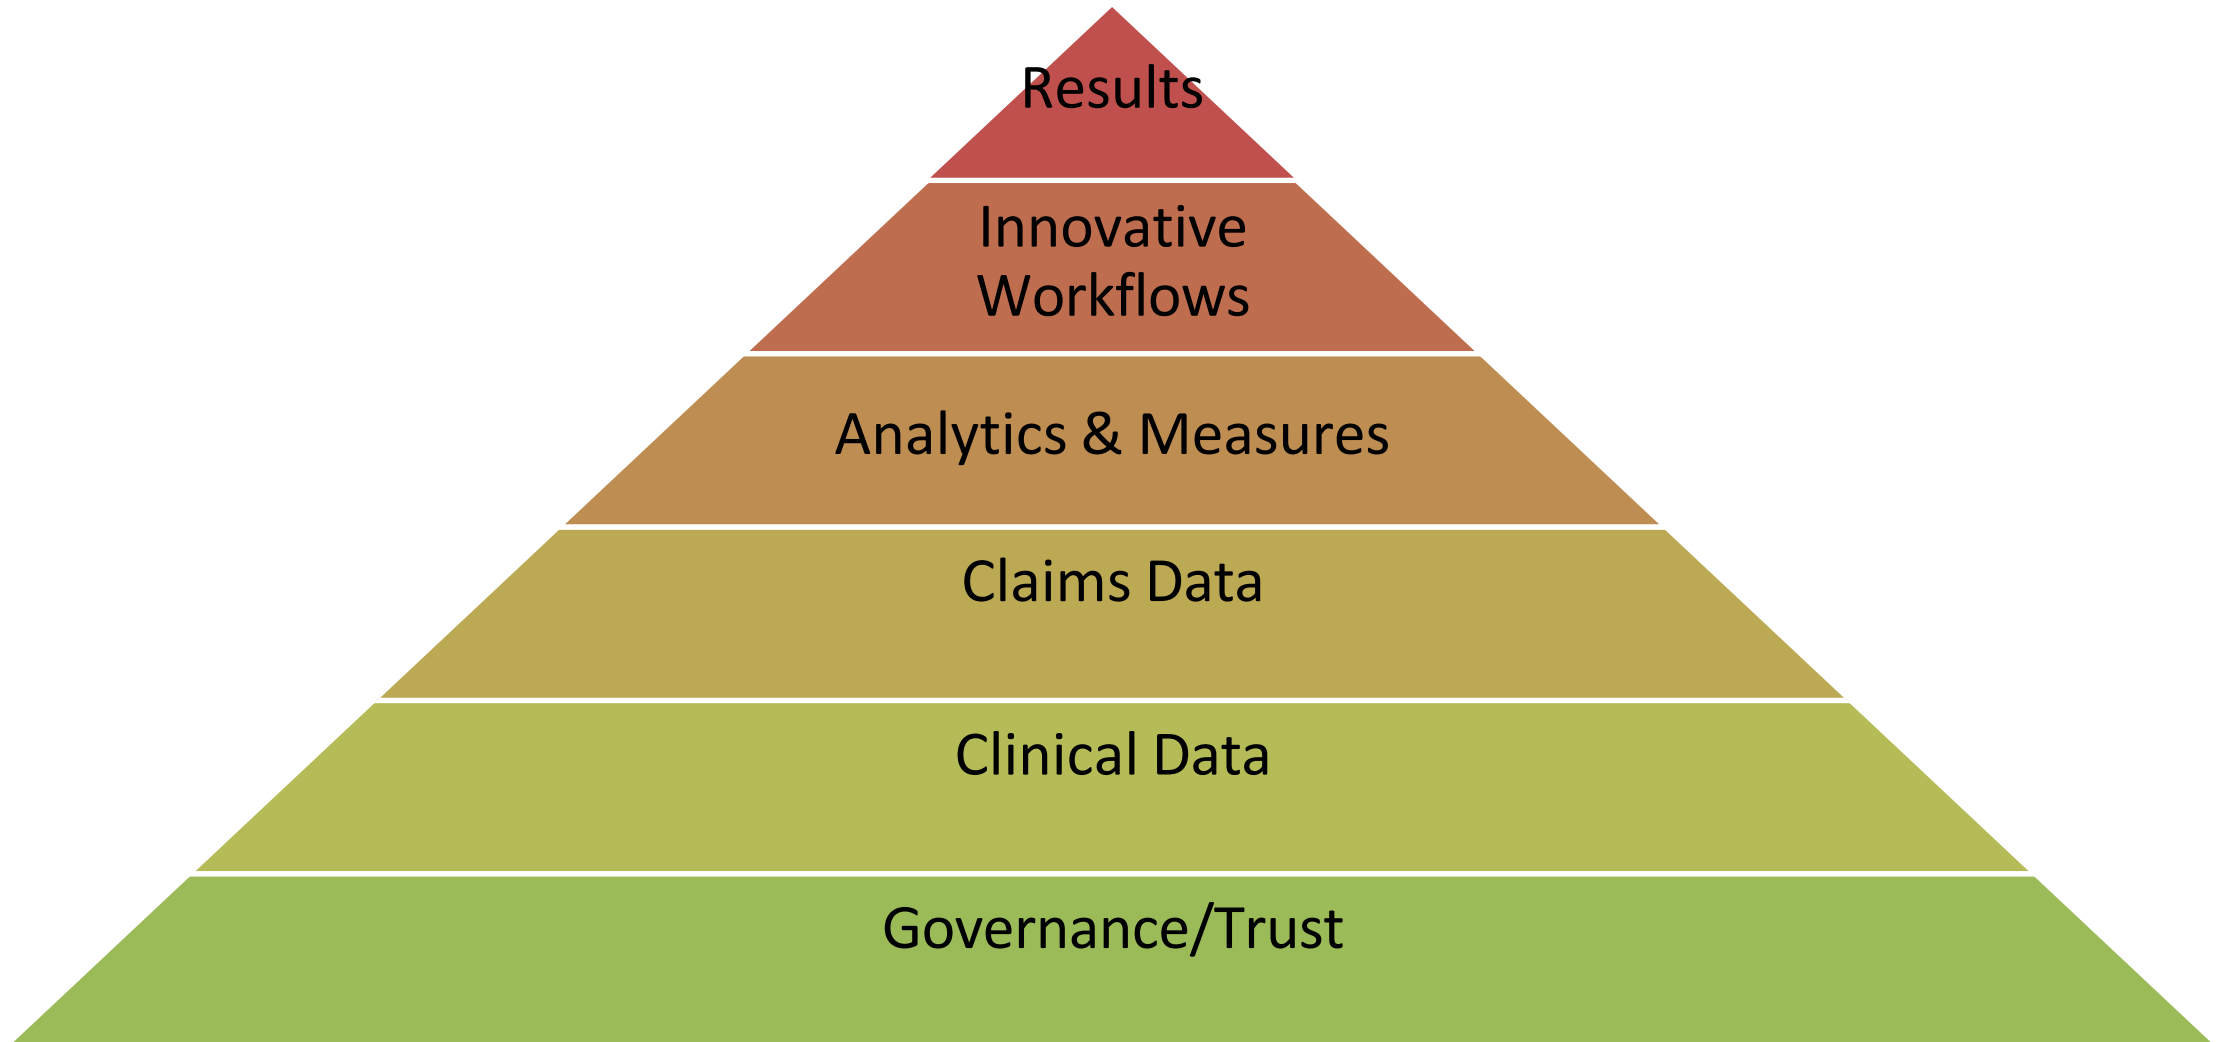 Results
Innovative
Workflows
Analytics & Measures
Claims Data
Clinical Data
Governance/Trust